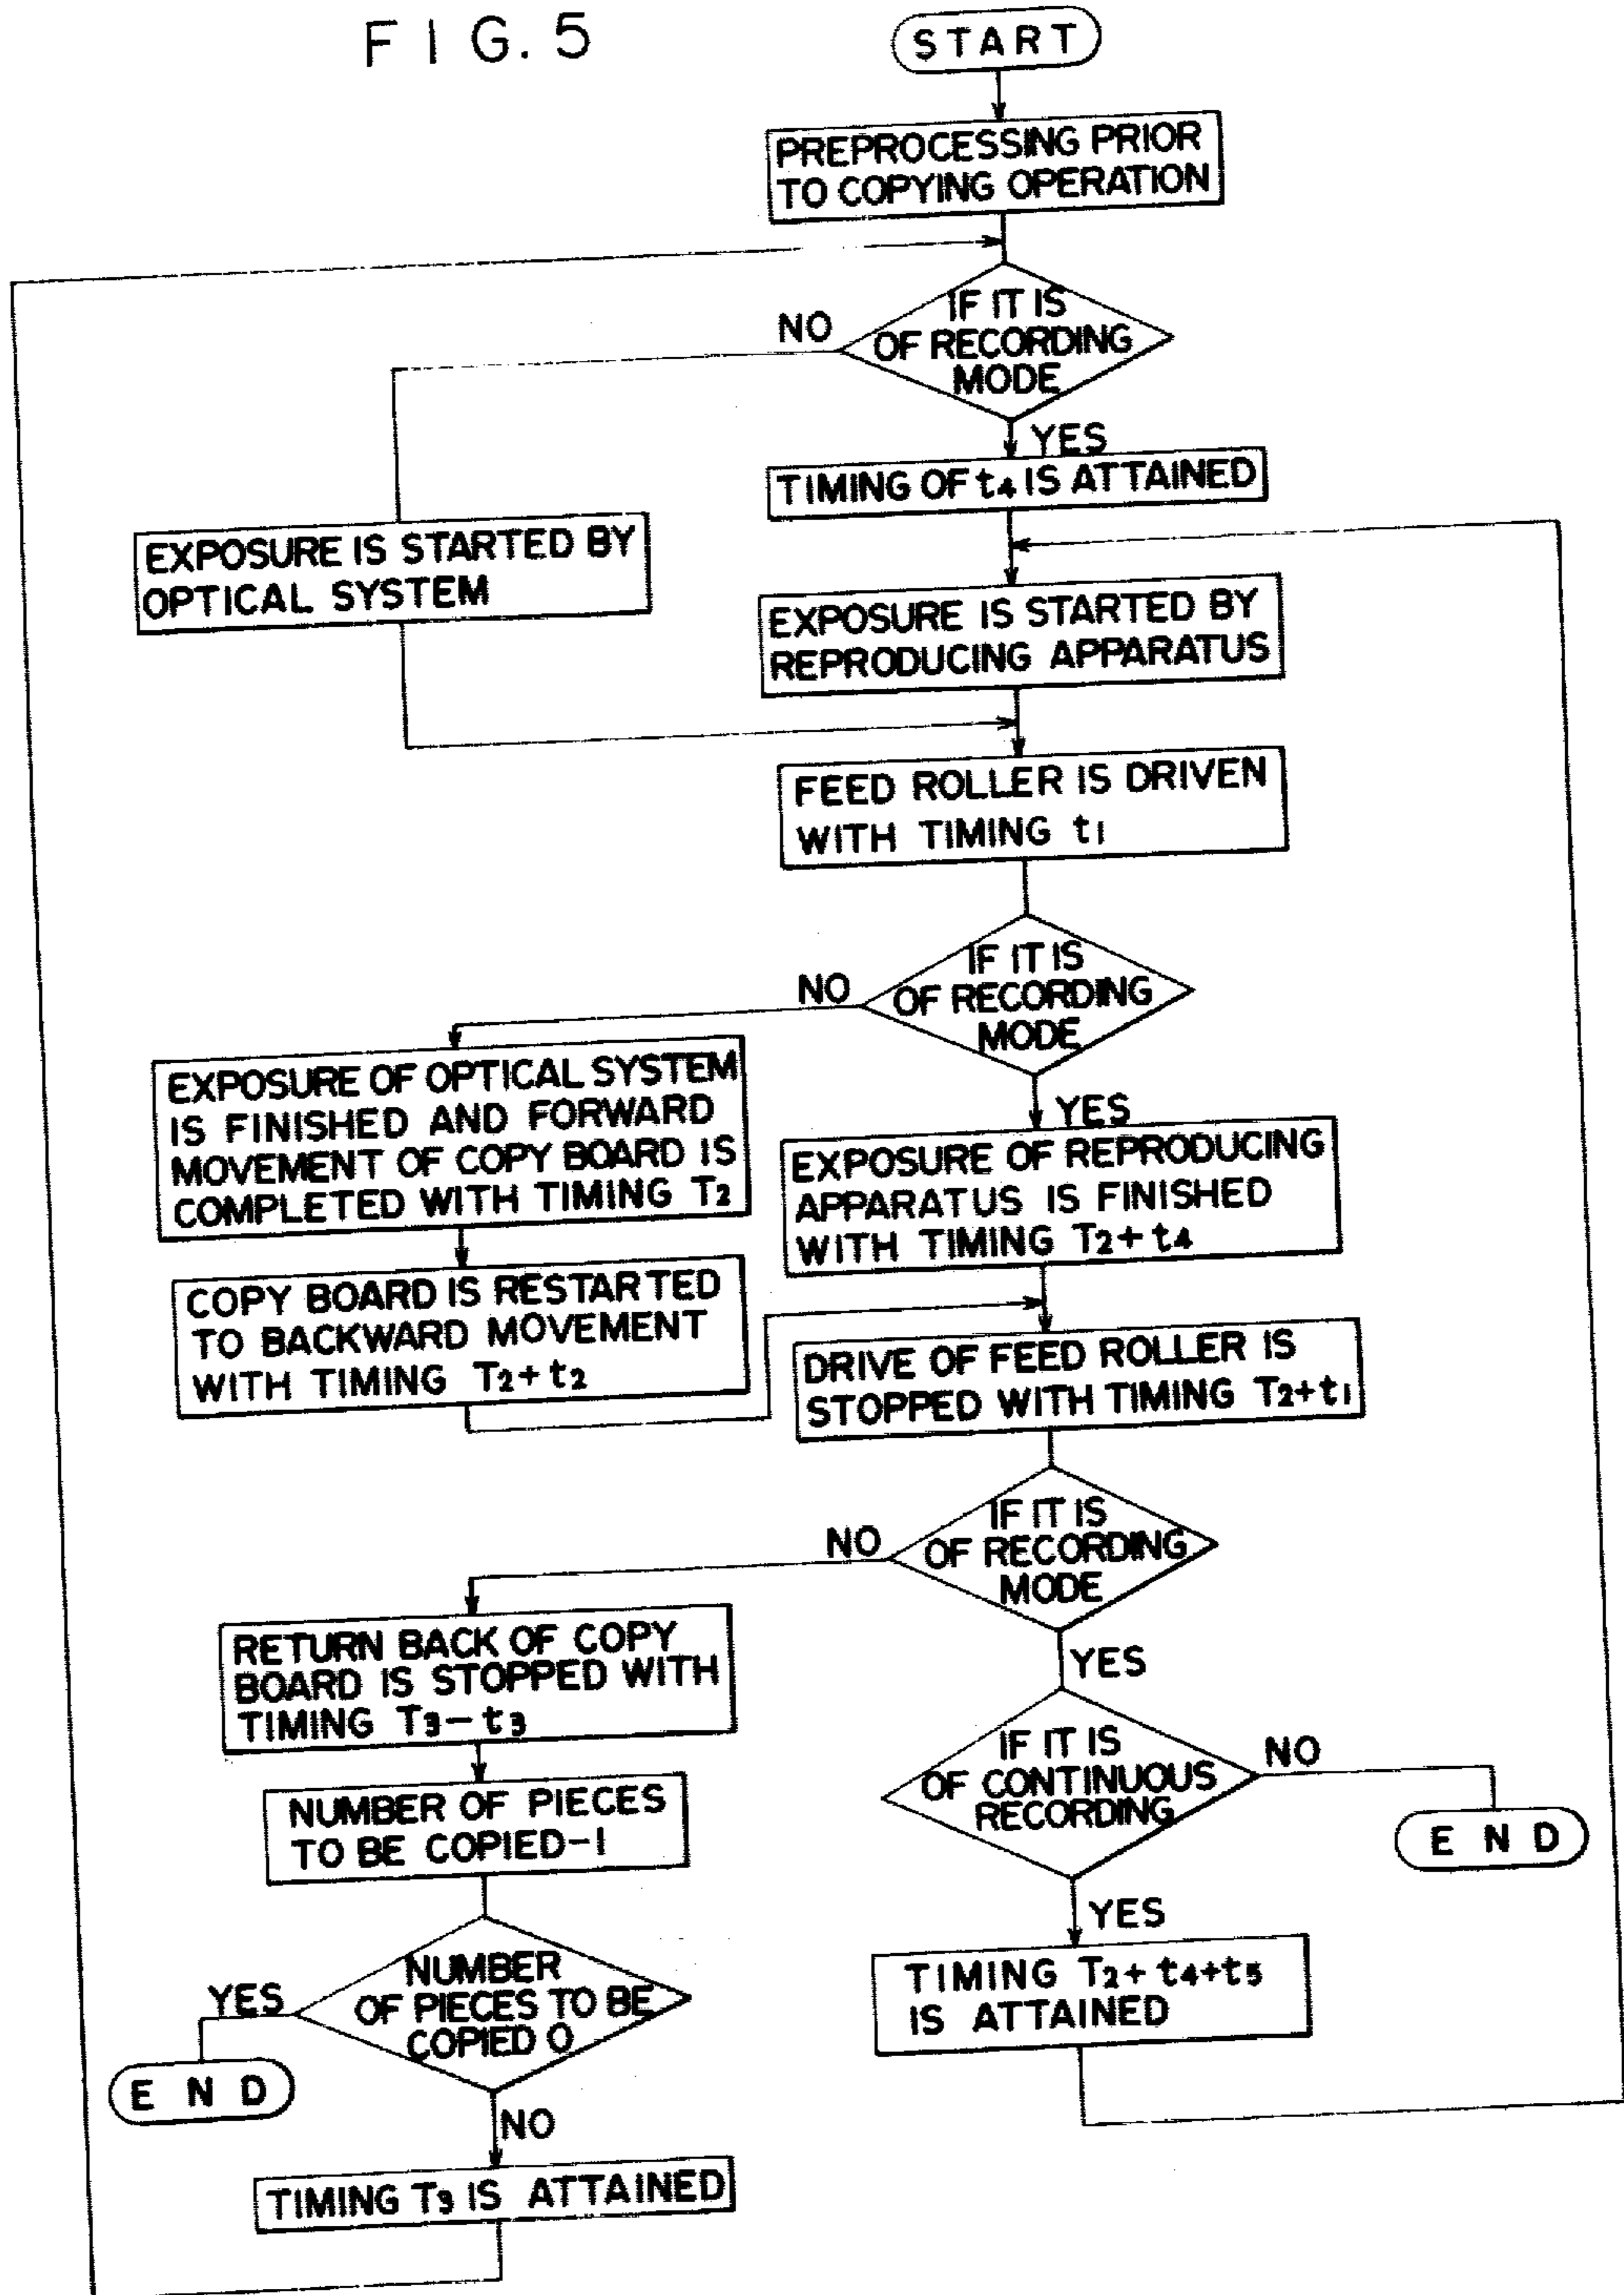 FIG. 5
START
PREPROCESSING PRIOR
TO COPYING OPERATION
IF IT IS
OF RECORDING
MODE
NO
YES
TIMING OF t4 IS ATTAINED
EXPOSURE IS STARTED BY
OPTICAL SYSTEM
EXPOSURE IS STARTED BY
REPRODUCING APPARATUS
FEED ROLLER IS DRIVEN
WITH TIMING t1
IF IT IS
OF RECORDING
MODE
NO
YES
EXPOSURE OF OPTICAL SYSTEM
IS FINISHED AND FORWARD
MOVEMENT OF COPY BOARD IS
COMPLETED WITH TIMING T2
EXPOSURE OF REPRODUCING
APPARATUS IS FINISHED
WITH TIMING T2+t4
COPY BOARD IS RESTARTED
TO BACKWARD MOVEMENT
WITH TIMING T2+t2
DRIVE OF FEED ROLLER IS
STOPPED WITH TIMING T2+t1
IF IT IS
OF RECORDING
MODE
NO
YES
RETURN BACK OF COPY
BOARD IS STOPPED WITH
TIMING T3-t3
IF IT IS
OF CONTINUOUS
RECORDING
NO
END
NUMBER OF PIECES
TO BE COPIED-1
YES
TIMING T2+t4+t5
IS ATTAINED
NUMBER
OF PIECES TO BE
COPIED 0
YES
END
NO
TIMING T3 IS ATTAINED